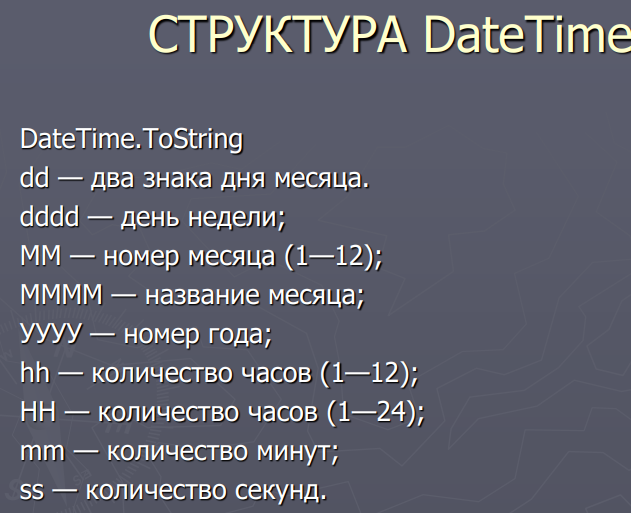 СТРУКТУРА DateTime
DateTime.ToString
dd — два знака дня месяца.
dddd — день недели;
MM — номер месяца (1—12);
MMMM — название месяца;
УУУУ — номер года;
hh — количество часов (1—12);
HH — количество часов (1—24);
mm — количество минут;
ss — количество секунд.